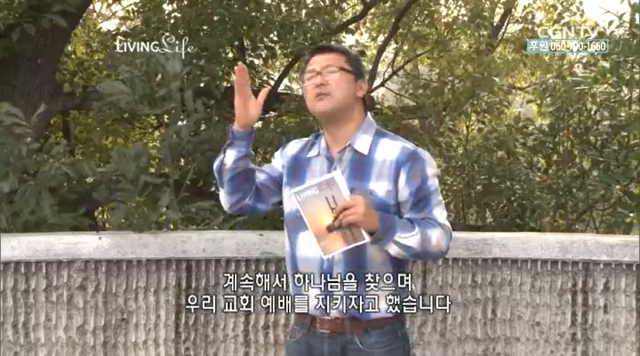 LIVING Life
CGN
후원 060-700-1660
LIVING
계속해서 하나님을 찾으며
우리 교회 예배를 지키자고 했습니다